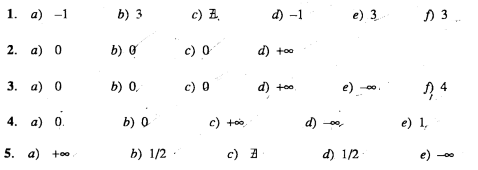 1. a) −1 b) 3 c) ∄ d) −1 e) 3 f) 3
2. a) 0 b) 0 c) 0 d) +∞
3. a) 0 b) 0 c) 0 d) +∞ e) −∞ f) 4
4. a) 0 b) 0 c) +∞ d) −∞ e) 1
5. a) +∞ b) 1/2 c) ∄ d) 1/2 e) −∞